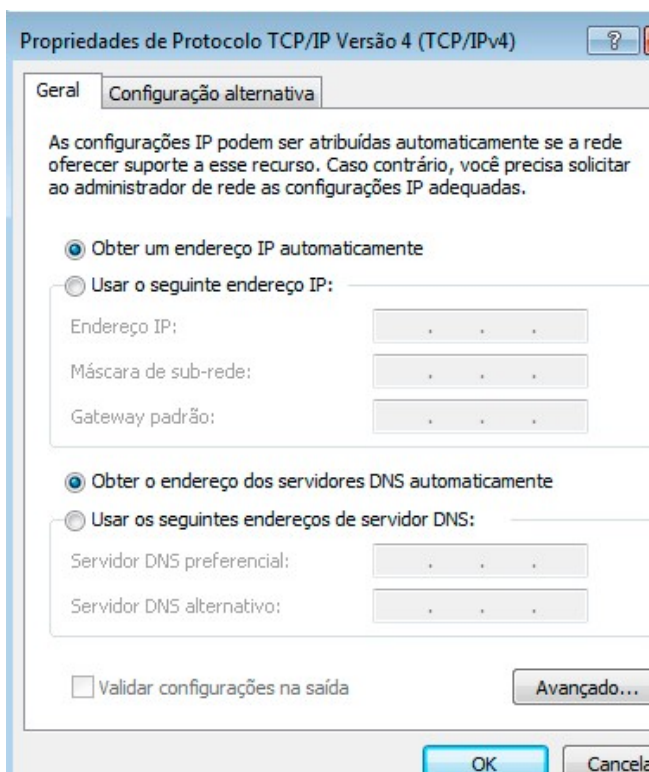 Propriedades de Protocolo TCP/IP Versão 4 (TCP/IPv4)
?
Geral
Configuração alternativa
As configurações IP podem ser atribuídas automaticamente se a rede
oferecer suporte a esse recurso. Caso contrário, você precisa solicitar
ao administrador de rede as configurações IP adequadas.
Obter um endereço IP automaticamente
Usar o seguinte endereço IP:
Endereço IP:
Máscara de sub-rede:
Gateway padrão:
Obter o endereço dos servidores DNS automaticamente
Usar os seguintes endereços de servidor DNS:
Servidor DNS preferencial:
Servidor DNS alternativo:
Validar configurações na saída
Avançado...
OK
Cancela